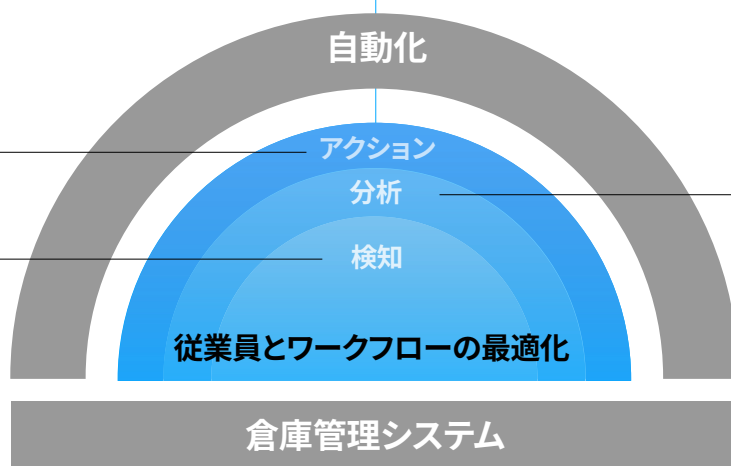 自動化
アクション
分析
検知
従業員とワークフローの最適化
倉庫管理システム